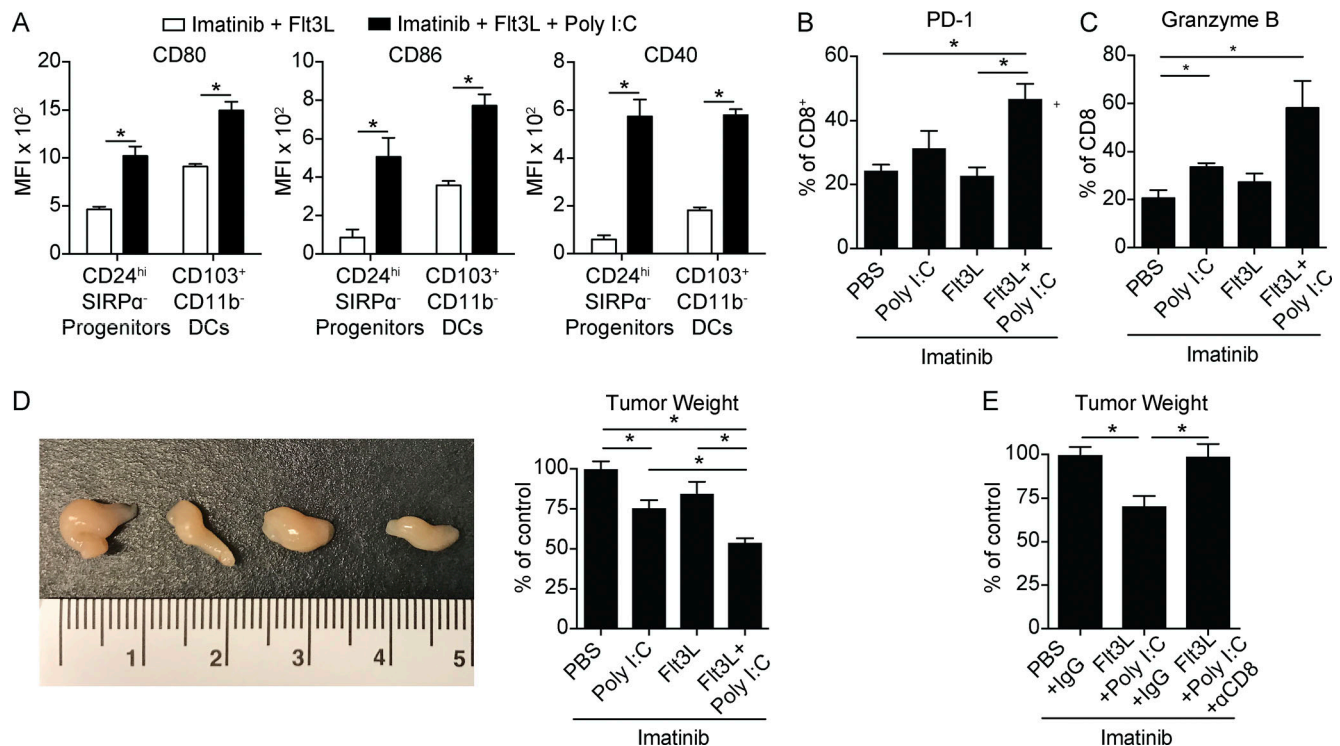 A
Imatinib + Flt3L
Imatinib + Flt3L + Poly I:C
CD80
MFI x 10²
20
15
10
5
0
*
*
CD24ʰⁱ
SIRPα⁻
Progenitors
CD103⁺
CD11b⁻
DCs
CD86
MFI x 10²
10
8
6
4
2
0
*
*
CD24ʰⁱ
SIRPα⁻
Progenitors
CD103⁺
CD11b⁻
DCs
CD40
MFI x 10²
8
6
4
2
0
*
*
CD24ʰⁱ
SIRPα⁻
Progenitors
CD103⁺
CD11b⁻
DCs
B
PD-1
% of CD8⁺
60
40
20
0
*
*
PBS
Poly I:C
Flt3L
Flt3L+
Poly I:C
Imatinib
C
Granzyme B
+
% of CD8
80
60
40
20
0
*
*
PBS
Poly I:C
Flt3L
Flt3L+
Poly I:C
Imatinib
D
1
2
3
4
5
Tumor Weight
% of control
100
75
50
25
0
*
*
*
*
PBS
Poly I:C
Flt3L
Flt3L+
Poly I:C
Imatinib
E
Tumor Weight
% of control
100
75
50
25
0
*
*
PBS
+IgG
Flt3L
+Poly I:C
+IgG
Flt3L
+Poly I:C
+αCD8
Imatinib